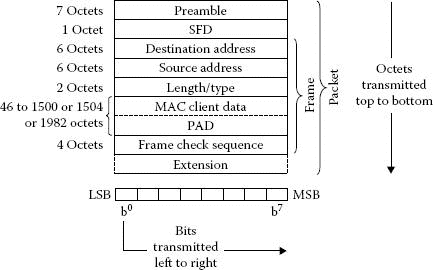 7 Octets Preamble
1 Octet SFD
6 Octets Destination address
6 Octets Source address
2 Octets Length/type
46 to 1500 or 1504
or 1982 octets
MAC client data
PAD
4 Octets Frame check sequence
Extension
Frame
Packet
Octets
transmitted
top to bottom
LSB MSB
b0 b7
Bits
transmitted
left to right